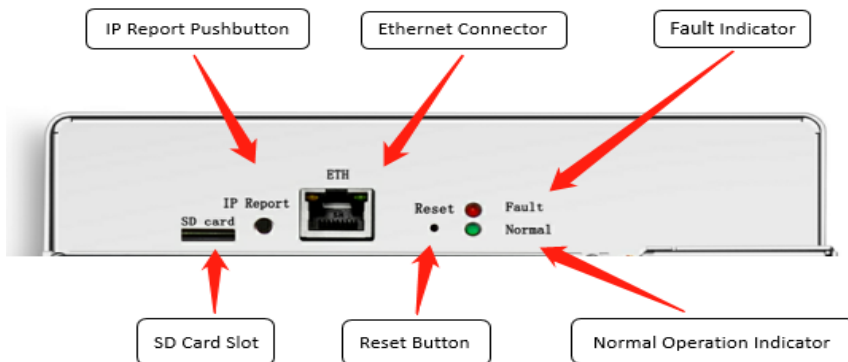 IP Report Pushbutton
Ethernet Connector
Fault Indicator
ETH
IP Report
SD card
Reset
Fault
Normal
SD Card Slot
Reset Button
Normal Operation Indicator